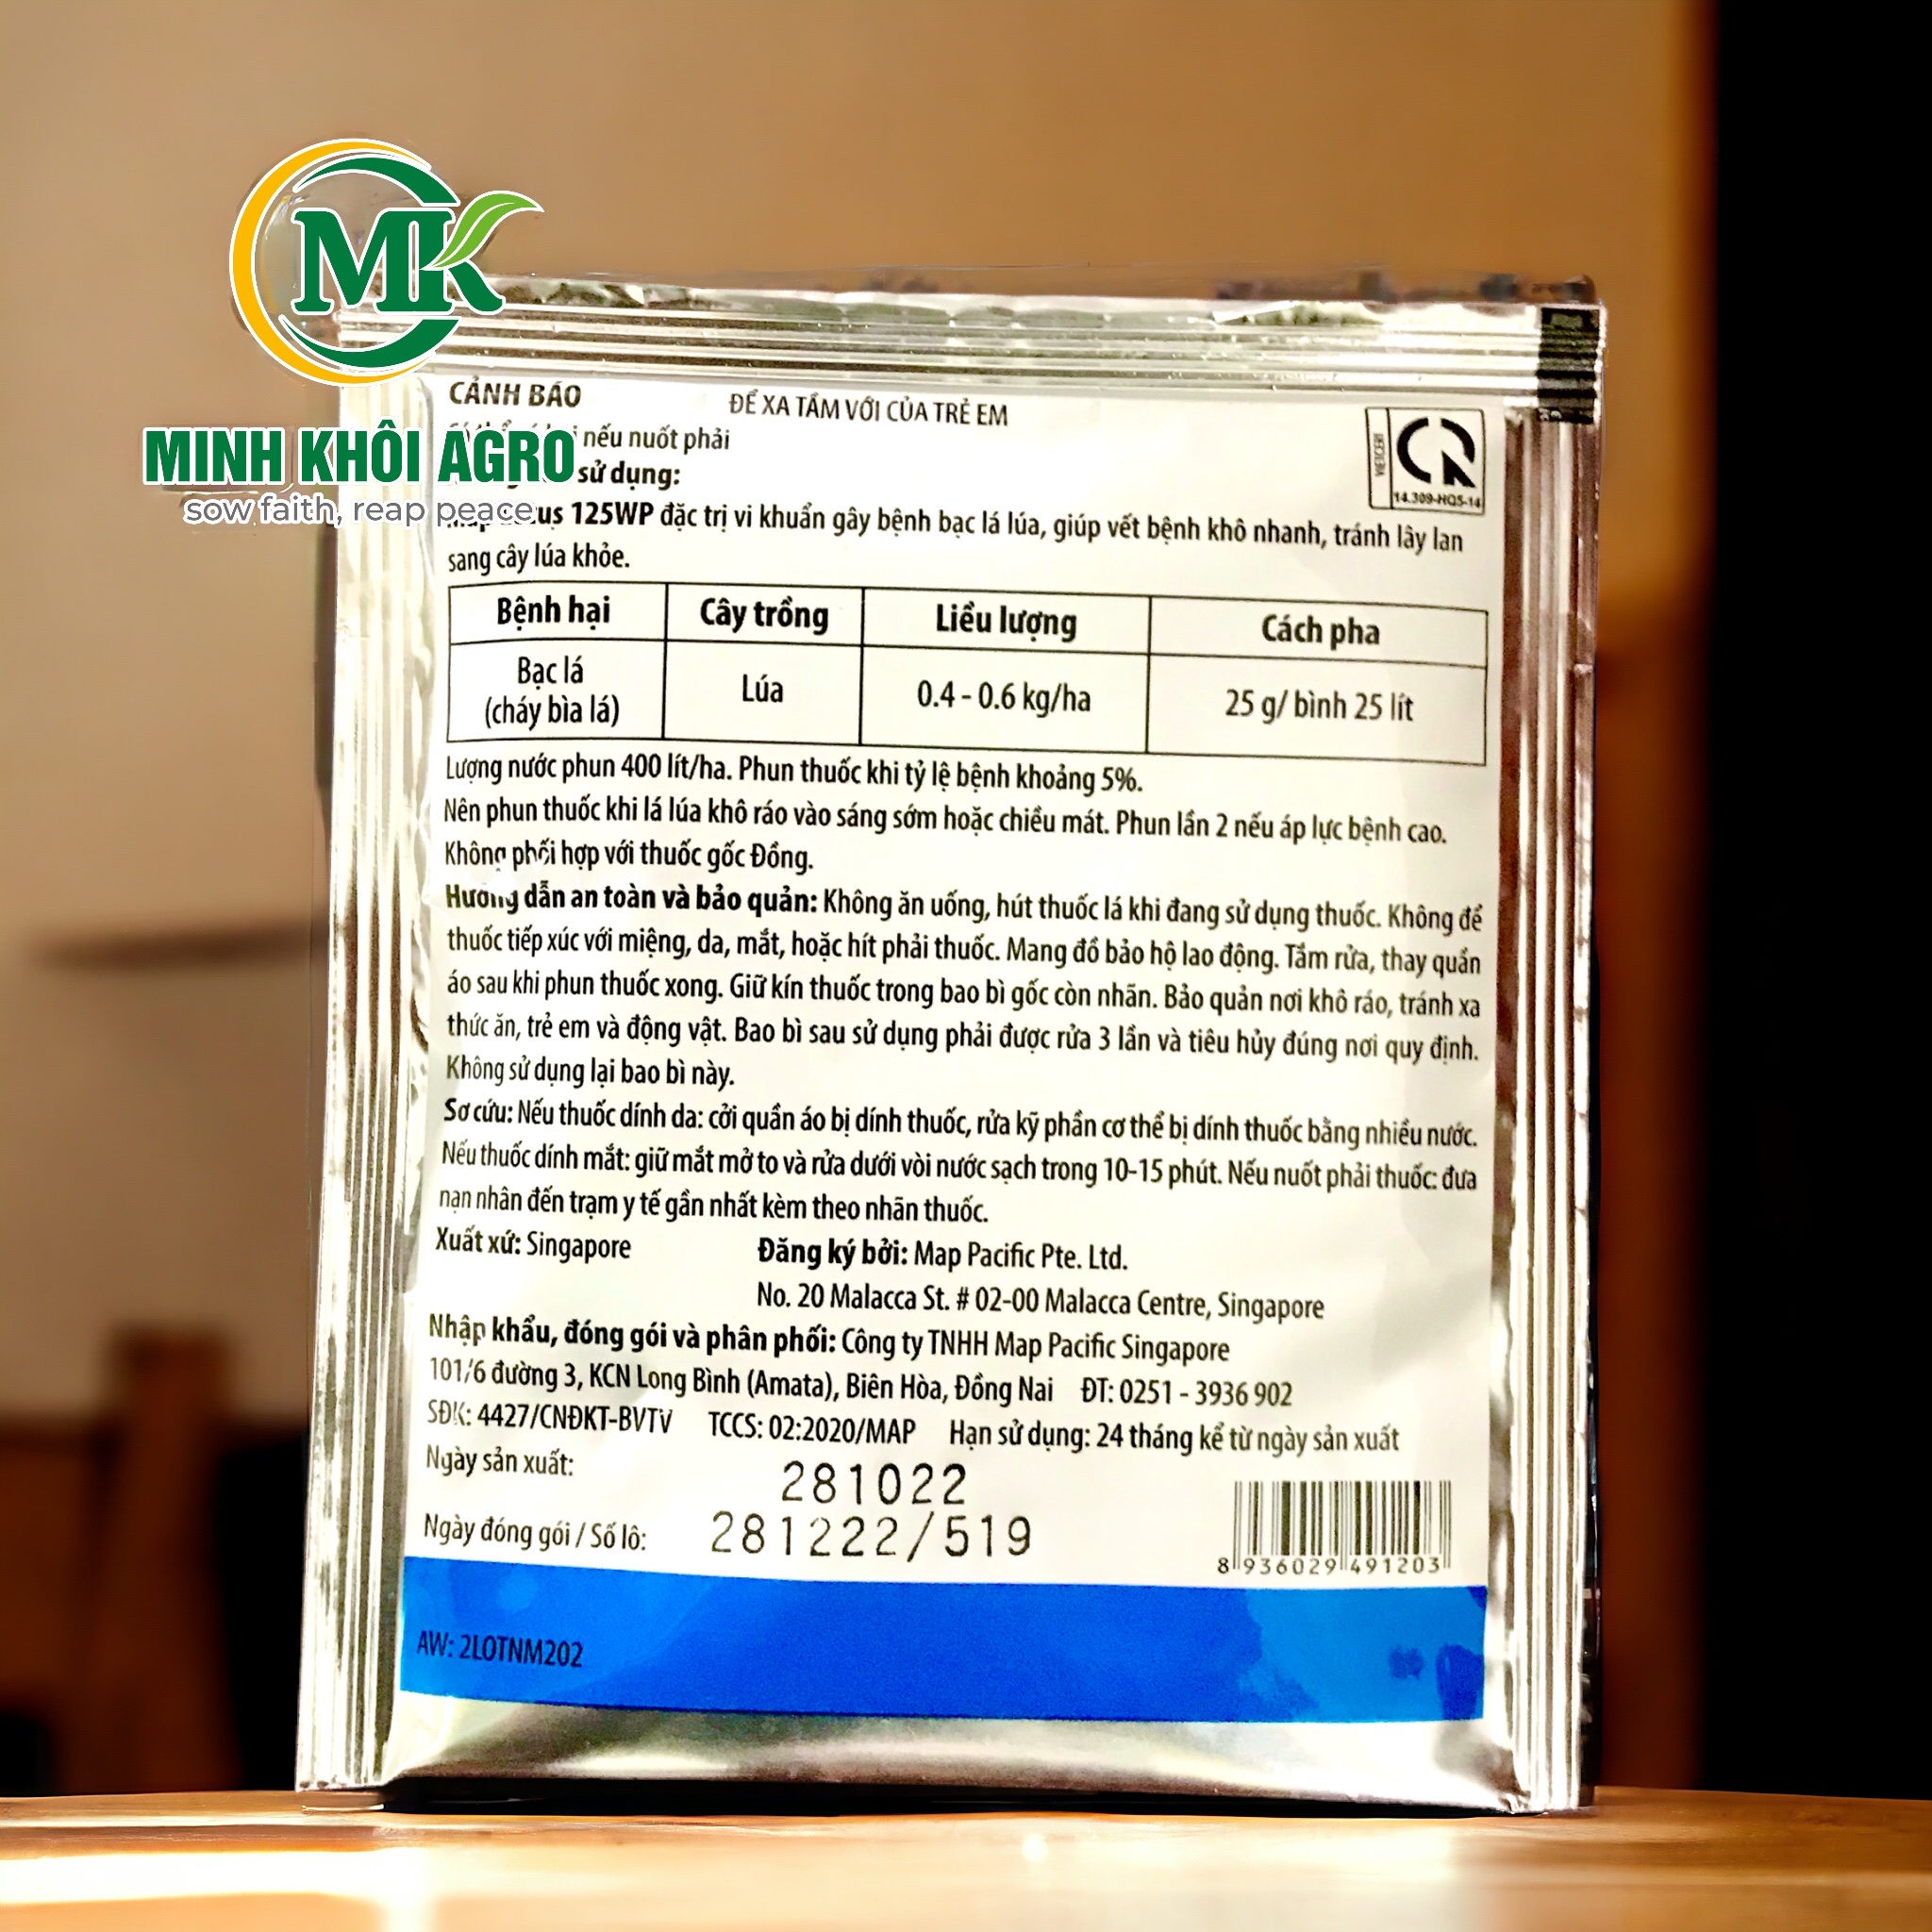 MK
MINH KHÔI AGRO
sow faith, reap peace
CẢNH BÁO ĐỂ XA TẦM VỚI CỦA TRẺ EM
nếu nuốt phải
sử dụng:
125WP đặc trị vi khuẩn gây bệnh bạc lá lúa, giúp vết bệnh khô nhanh, tránh lây lan
sang cây lúa khỏe.
VIETCERT
14.309-HQ5-14
Bệnh hại Cây trồng Liều lượng Cách pha
Bạc lá
(cháy bìa lá) Lúa 0.4 - 0.6 kg/ha 25 g/ bình 25 lít
Lượng nước phun 400 lít/ha. Phun thuốc khi tỷ lệ bệnh khoảng 5%.
Nên phun thuốc khi lá lúa khô ráo vào sáng sớm hoặc chiều mát. Phun lần 2 nếu áp lực bệnh cao.
Không phối hợp với thuốc gốc Đồng.
Hướng dẫn an toàn và bảo quản: Không ăn uống, hút thuốc lá khi đang sử dụng thuốc. Không để
thuốc tiếp xúc với miệng, da, mắt, hoặc hít phải thuốc. Mang đồ bảo hộ lao động. Tắm rửa, thay quần
áo sau khi phun thuốc xong. Giữ kín thuốc trong bao bì gốc còn nhãn. Bảo quản nơi khô ráo, tránh xa
thức ăn, trẻ em và động vật. Bao bì sau sử dụng phải được rửa 3 lần và tiêu hủy đúng nơi quy định.
Không sử dụng lại bao bì này.
Sơ cứu: Nếu thuốc dính da: cởi quần áo bị dính thuốc, rửa kỹ phần cơ thể bị dính thuốc bằng nhiều nước.
Nếu thuốc dính mắt: giữ mắt mở to và rửa dưới vòi nước sạch trong 10-15 phút. Nếu nuốt phải thuốc: đưa
nạn nhân đến trạm y tế gần nhất kèm theo nhãn thuốc.
Xuất xứ: Singapore Đăng ký bởi: Map Pacific Pte. Ltd.
No. 20 Malacca St. # 02-00 Malacca Centre, Singapore
Nhập khẩu, đóng gói và phân phối: Công ty TNHH Map Pacific Singapore
101/6 đường 3, KCN Long Bình (Amata), Biên Hòa, Đồng Nai ĐT: 0251 - 3936 902
SĐK: 4427/CNĐKT-BVTV TCCS: 02:2020/MAP Hạn sử dụng: 24 tháng kể từ ngày sản xuất
Ngày sản xuất: 281022
Ngày đóng gói / Số lô: 281222/519
8 936029 491203
AW: 2LOTNM202